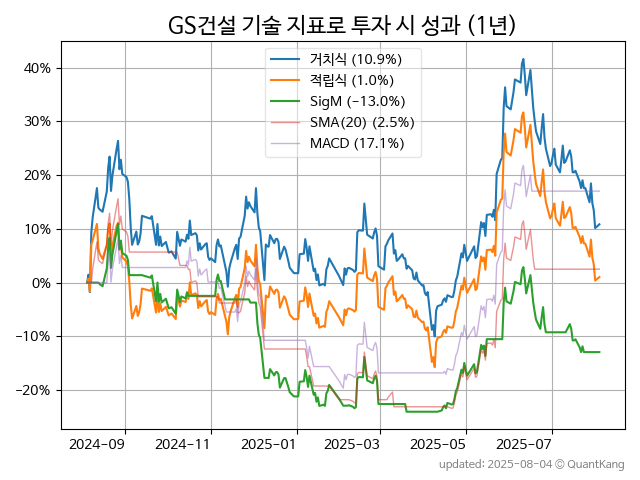 GS건설 기술 지표로 투자 시 성과 (1년)
거치식 (10.9%)
적립식 (1.0%)
SigM (-13.0%)
SMA(20) (2.5%)
MACD (17.1%)
40%
30%
20%
10%
0%
-10%
-20%
2024-09
2024-11
2025-01
2025-03
2025-05
2025-07
updated: 2025-08-04 © QuantKang